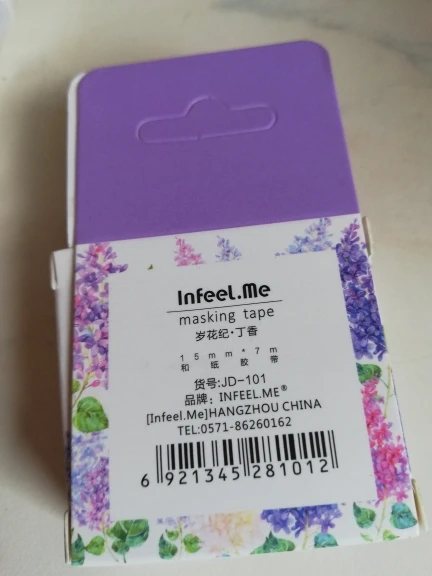 Infeel.Me
masking tape
岁花纪·丁香
15mm*7m
和纸胶带
货号:JD-101
品牌：INFEEL.ME®
[Infeel.Me]HANGZHOU CHINA
TEL:0571-86260162
6 921345 281012